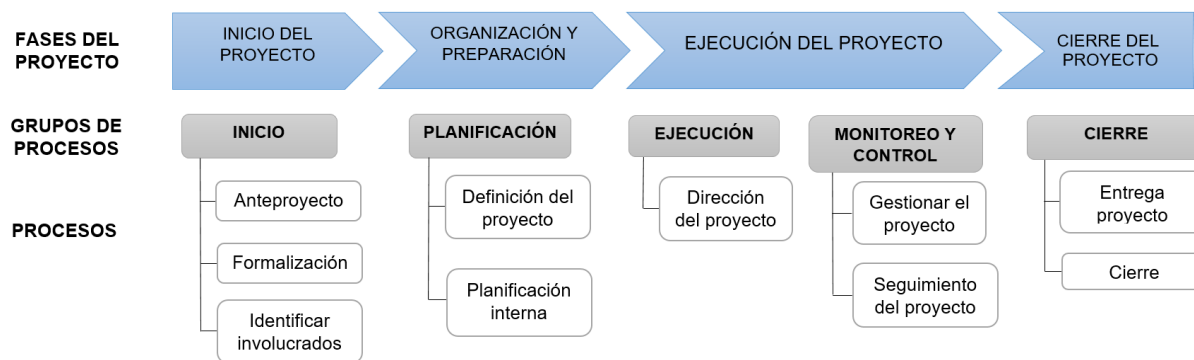 FASES DEL
PROYECTO
INICIO DEL
PROYECTO
ORGANIZACIÓN Y
PREPARACIÓN
EJECUCIÓN DEL PROYECTO
CIERRE DEL
PROYECTO
GRUPOS DE
PROCESOS
INICIO
PLANIFICACIÓN
EJECUCIÓN
MONITOREO Y
CONTROL
CIERRE
PROCESOS
Anteproyecto
Formalización
Identificar
involucrados
Definición del
proyecto
Planificación
interna
Dirección
del proyecto
Gestionar el
proyecto
Seguimiento
del proyecto
Entrega
proyecto
Cierre